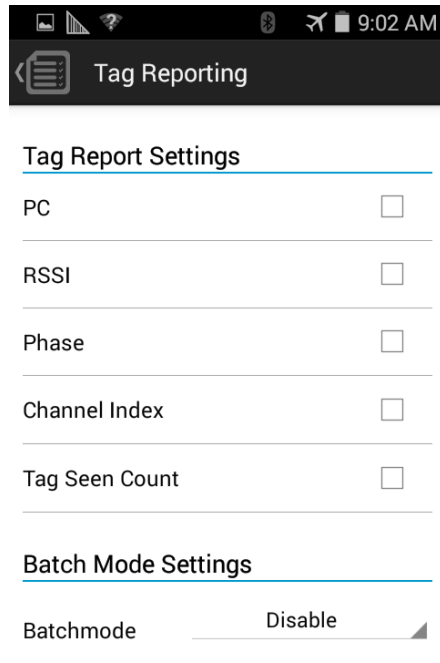 9:02 AM
Tag Reporting
Tag Report Settings
PC
RSSI
Phase
Channel Index
Tag Seen Count
Batch Mode Settings
Batchmode Disable